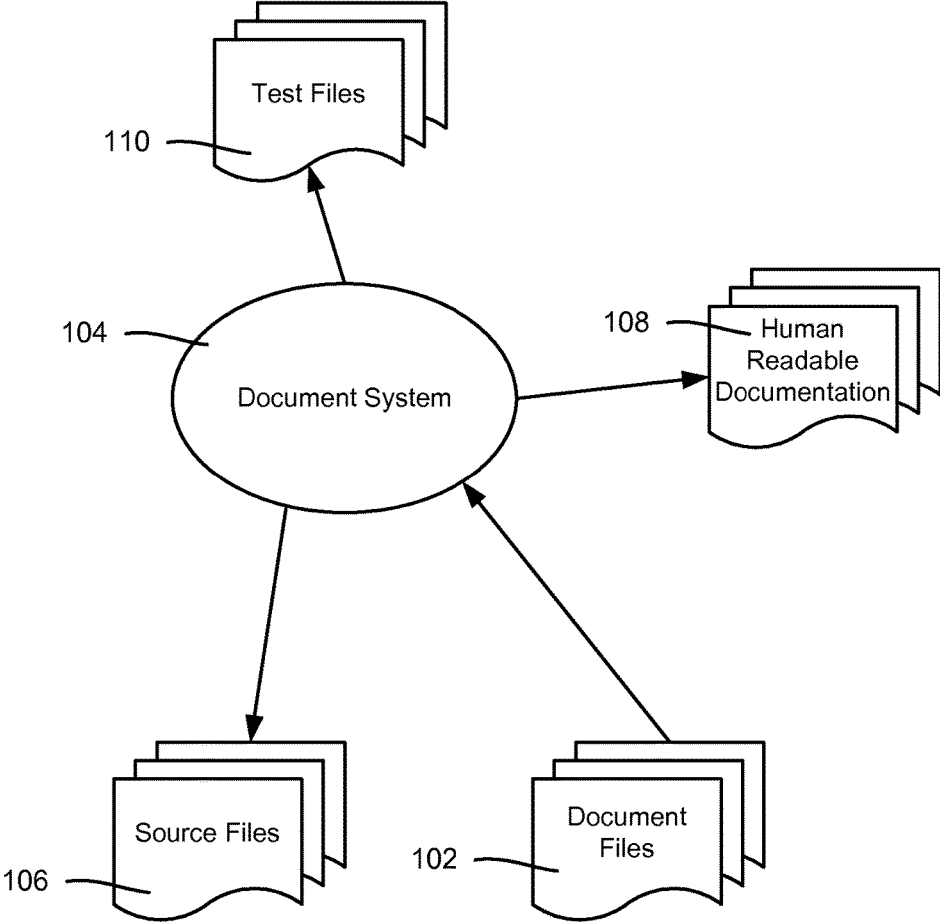 Test Files
110
104
Document System
108
Human
Readable
Documentation
Source Files
106
Document
Files
102